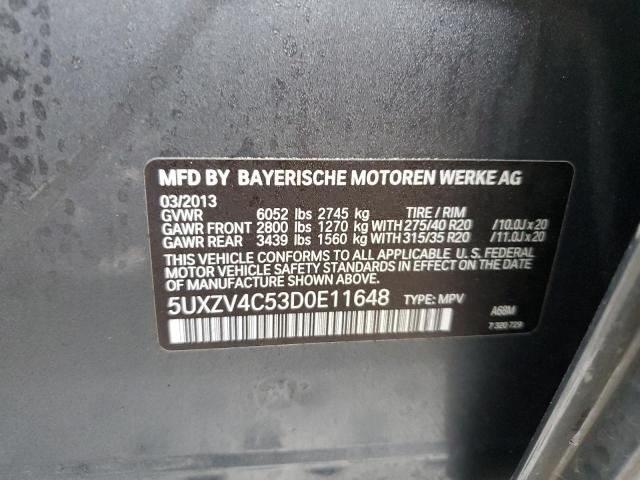 MFD BY BAYERISCHE MOTOREN WERKE AG
03/2013
GVWR 6052 lbs 2745 kg TIRE / RIM
GAWR FRONT 2800 lbs 1270 kg WITH 275/40 R20 /10.0J x 20
GAWR REAR 3439 lbs 1560 kg WITH 315/35 R20 /11.0J x 20
THIS VEHICLE CONFORMS TO ALL APPLICABLE U. S. FEDERAL
MOTOR VEHICLE SAFETY STANDARDS IN EFFECT ON THE DATE OF
MANUFACTURE SHOWN ABOVE.
5UXZV4C53D0E11648 TYPE: MPV A68M
7 320 729